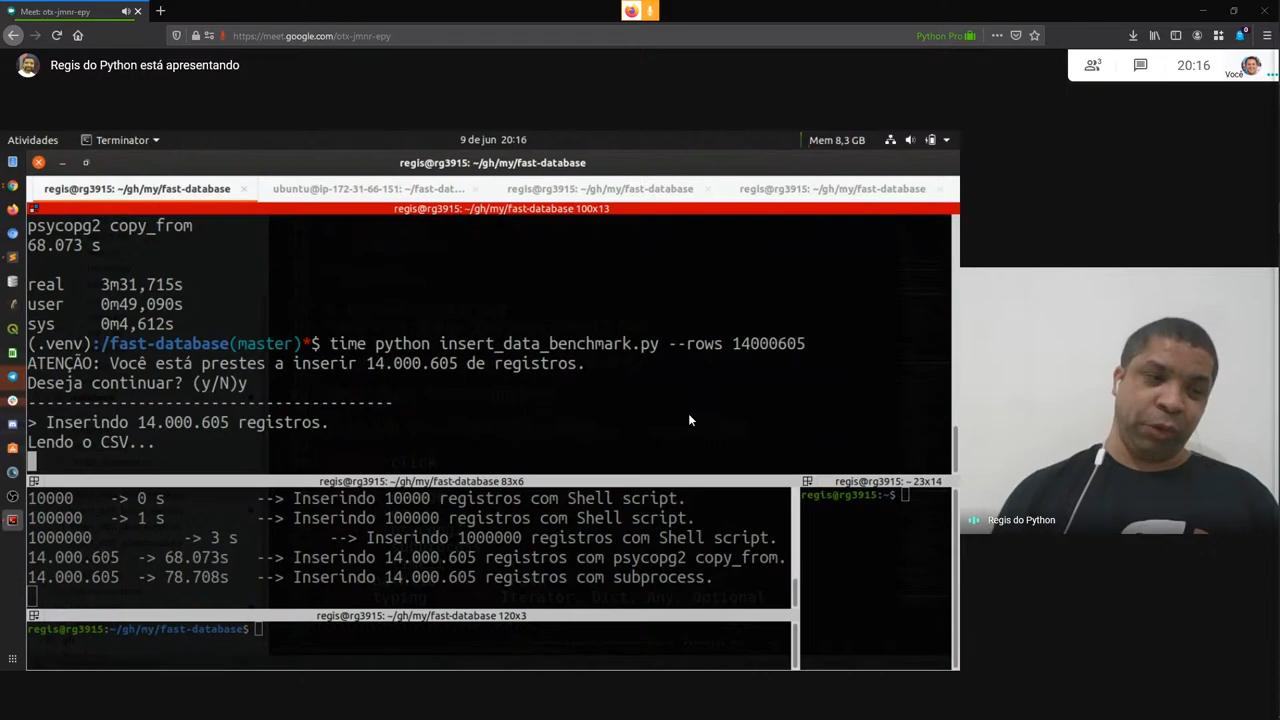 Meet: otx-jmnr-epy
https://meet.google.com/otx-jmnr-epy
Python Pro
Regis do Python está apresentando
3
20:16
Você
Atividades
Terminator
9 de jun 20:16
Mem 8,3 GB
regis@rg3915: ~/gh/my/fast-database
regis@rg3915: ~/gh/my/fast-database
ubuntu@ip-172-31-66-151: ~/fast-dat...
regis@rg3915: ~/gh/my/fast-database
regis@rg3915: ~/gh/my/fast-database
regis@rg3915: ~/gh/my/fast-database 100x13
psycopg2 copy_from
68.073 s
real 3m31,715s
user 0m49,090s
sys 0m4,612s
(.venv):/fast-database(master)*$ time python insert_data_benchmark.py --rows 14000605
ATENÇÃO: Você está prestes a inserir 14.000.605 de registros.
Deseja continuar? (y/N)y
----------------------------------------
> Inserindo 14.000.605 registros.
Lendo o CSV...
click
regis@rg3915: ~/gh/my/fast-database 83x6
10000 -> 0 s --> Inserindo 10000 registros com Shell script.
100000 -> 1 s --> Inserindo 100000 registros com Shell script.
1000000 -> 3 s --> Inserindo 1000000 registros com Shell script.
14.000.605 -> 68.073s --> Inserindo 14.000.605 registros com psycopg2 copy_from.
14.000.605 -> 78.708s --> Inserindo 14.000.605 registros com subprocess.
typing Iterator, Dict, Any, Optional
regis@rg3915: ~ 23x14
regis@rg3915:~$
regis@rg3915: ~/gh/my/fast-database 120x3
regis@rg3915:~/gh/my/fast-database$
Regis do Python